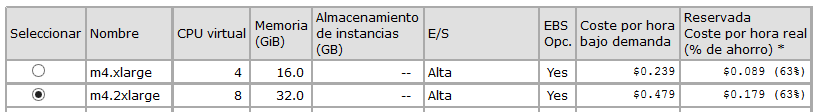 Seleccionar Nombre CPU virtual Memoria (GiB) Almacenamiento de instancias (GB) E/S EBS Opc. Coste por hora bajo demanda Reservada Coste por hora real (% de ahorro) *
m4.xlarge 4 16.0 -- Alta Yes $0.239 $0.089 (63%)
m4.2xlarge 8 32.0 -- Alta Yes $0.479 $0.179 (63%)